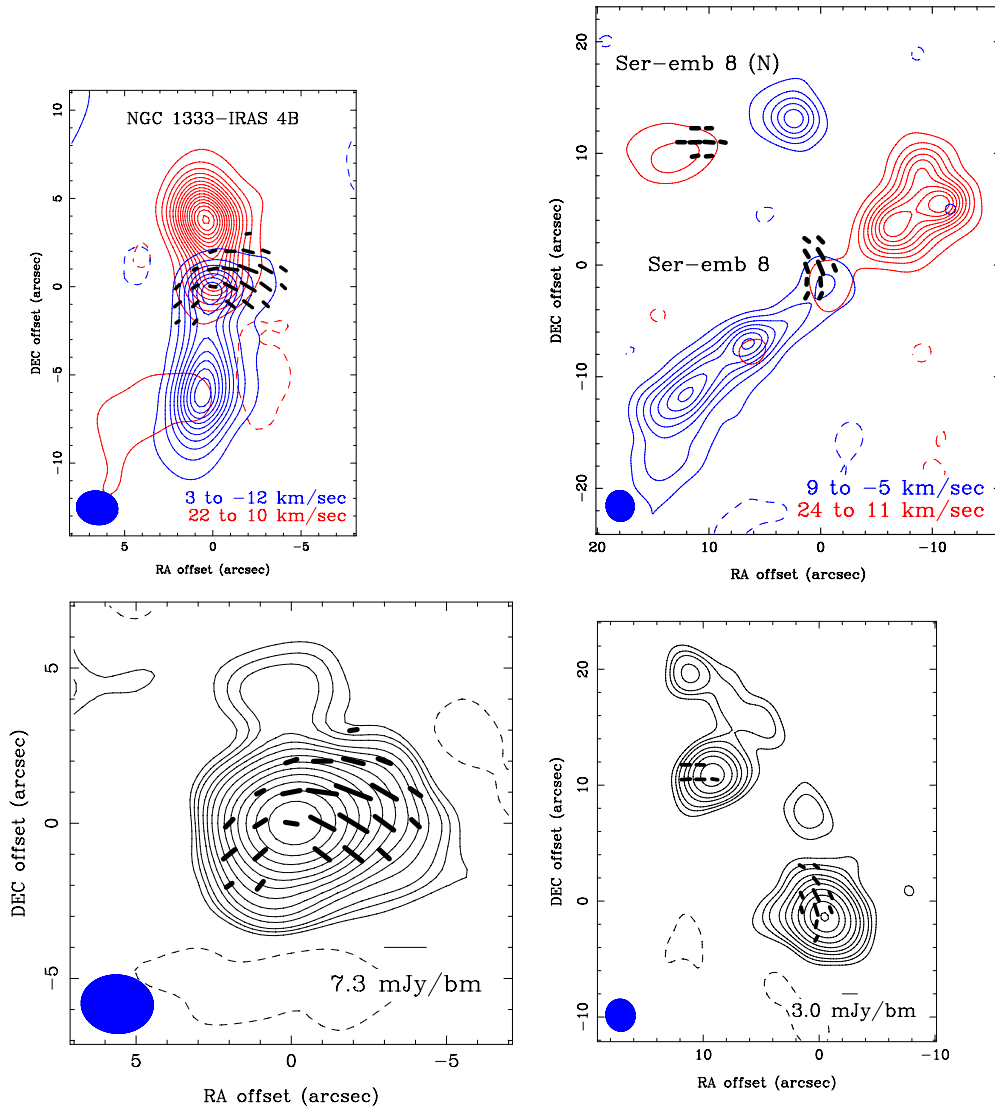 NGC 1333-IRAS 4B
10
5
0
-5
-10
DEC offset (arcsec)
3 to -12 km/sec
22 to 10 km/sec
5
0
-5
RA offset (arcsec)
Ser-emb 8 (N)
Ser-emb 8
20
10
0
-10
-20
DEC offset (arcsec)
9 to -5 km/sec
24 to 11 km/sec
20
10
0
-10
RA offset (arcsec)
5
0
-5
DEC offset (arcsec)
7.3 mJy/bm
5
0
-5
RA offset (arcsec)
20
10
0
-10
DEC offset (arcsec)
3.0 mJy/bm
10
0
-10
RA offset (arcsec)